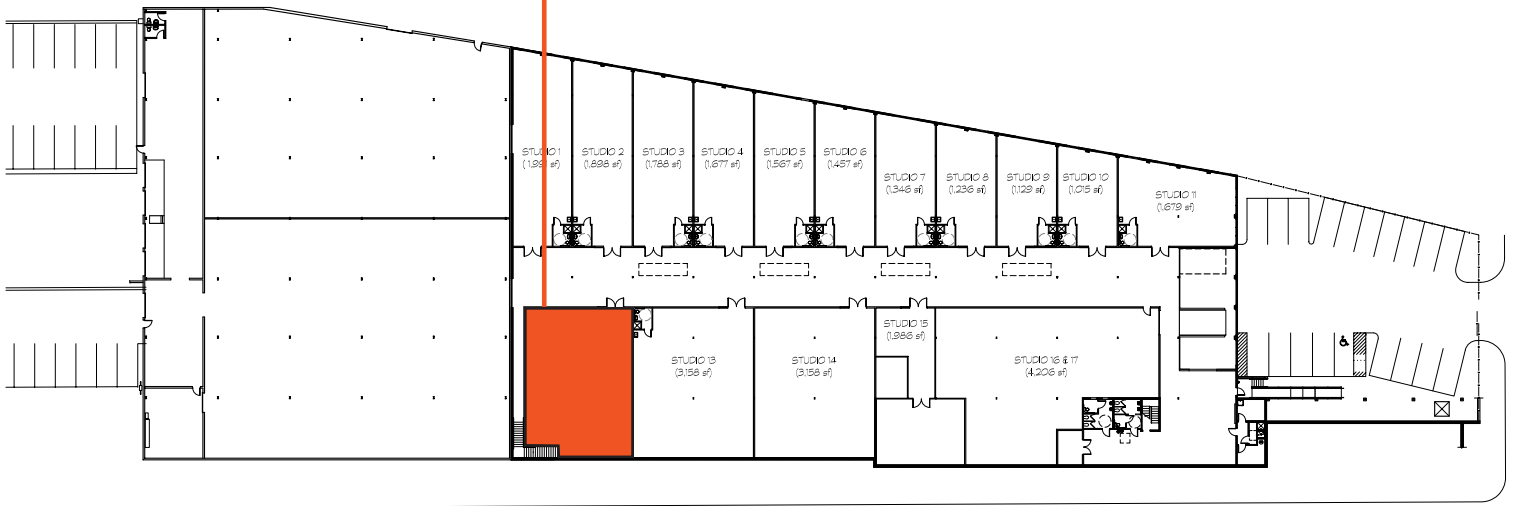 STUDIO 1
sf)
STUDIO 2
(1,898 sf)
STUDIO 3
(1,788 sf)
STUDIO 4
(1,677 sf)
STUDIO 5
(1,567 sf)
STUDIO 6
(1,457 sf)
STUDIO 7
(1,346 sf)
STUDIO 8
(1,236 sf)
STUDIO 9
(1,129 sf)
STUDIO 10
(1,015 sf)
STUDIO 11
(1,679 sf)
STUDIO 13
(3,158 sf)
STUDIO 14
(3,158 sf)
STUDIO 15
(1,986 sf)
STUDIO 16 & 17
(4,206 sf)